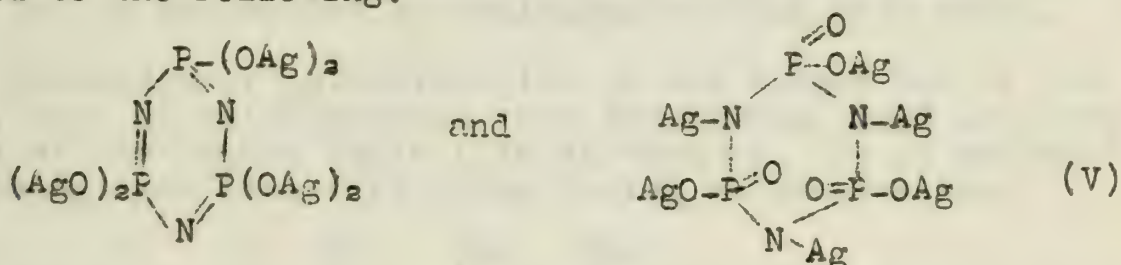 P-(OAg)₂
N N
(AgO)₂P P(OAg)₂
N
and
O
P-OAg
Ag-N N-Ag
AgO-P=O O=P-OAg
N-Ag
(V)